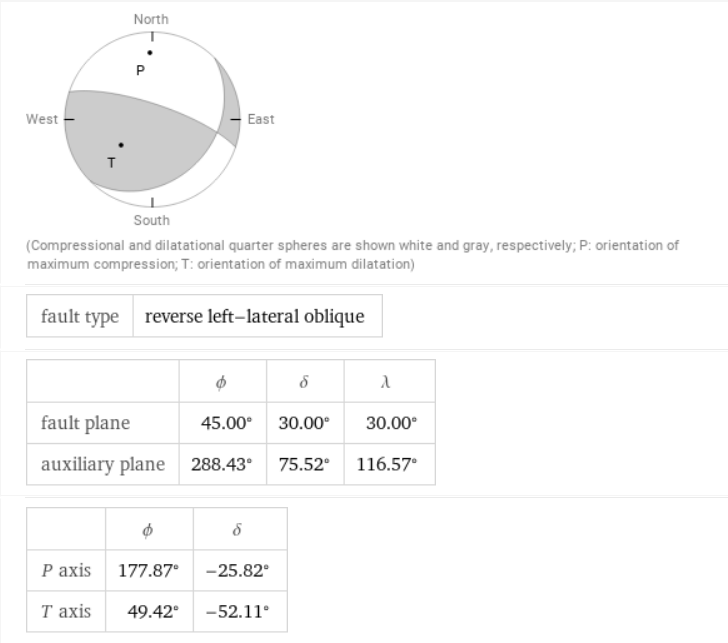 North
P
West
East
T
South
(Compressional and dilatational quarter spheres are shown white and gray, respectively; P: orientation of
maximum compression; T: orientation of maximum dilatation)
fault type reverse left–lateral oblique
ϕ δ λ
fault plane 45.00° 30.00° 30.00°
auxiliary plane 288.43° 75.52° 116.57°
ϕ δ
P axis 177.87° −25.82°
T axis 49.42° −52.11°